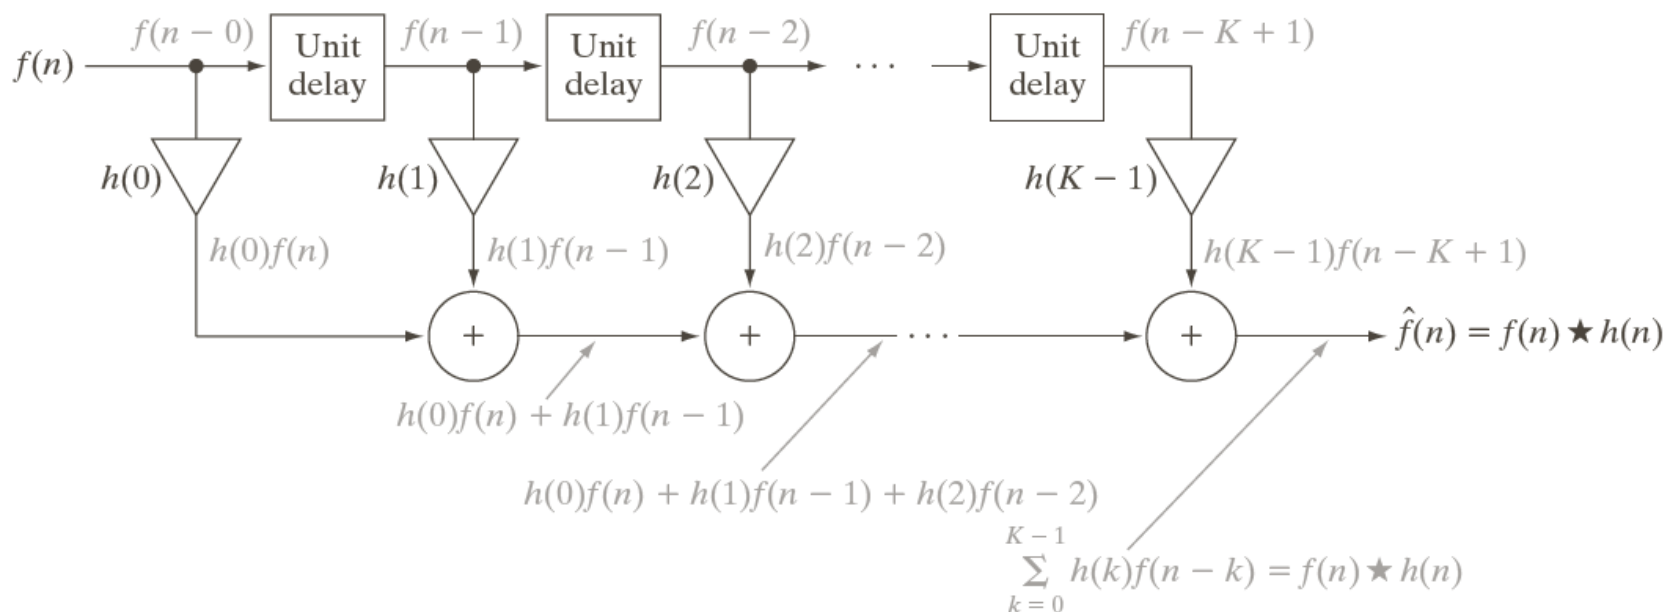 f(n − 0)
Unit
delay
f(n − 1)
Unit
delay
f(n − 2)
Unit
delay
f(n − K + 1)
f(n)
· · ·
h(0)
h(1)
h(2)
h(K − 1)
h(0)f(n)
h(1)f(n − 1)
h(2)f(n − 2)
h(K − 1)f(n − K + 1)
+
+
· · ·
+
f̂(n) = f(n) ★ h(n)
h(0)f(n) + h(1)f(n − 1)
h(0)f(n) + h(1)f(n − 1) + h(2)f(n − 2)
K − 1
Σ h(k)f(n − k) = f(n) ★ h(n)
k = 0